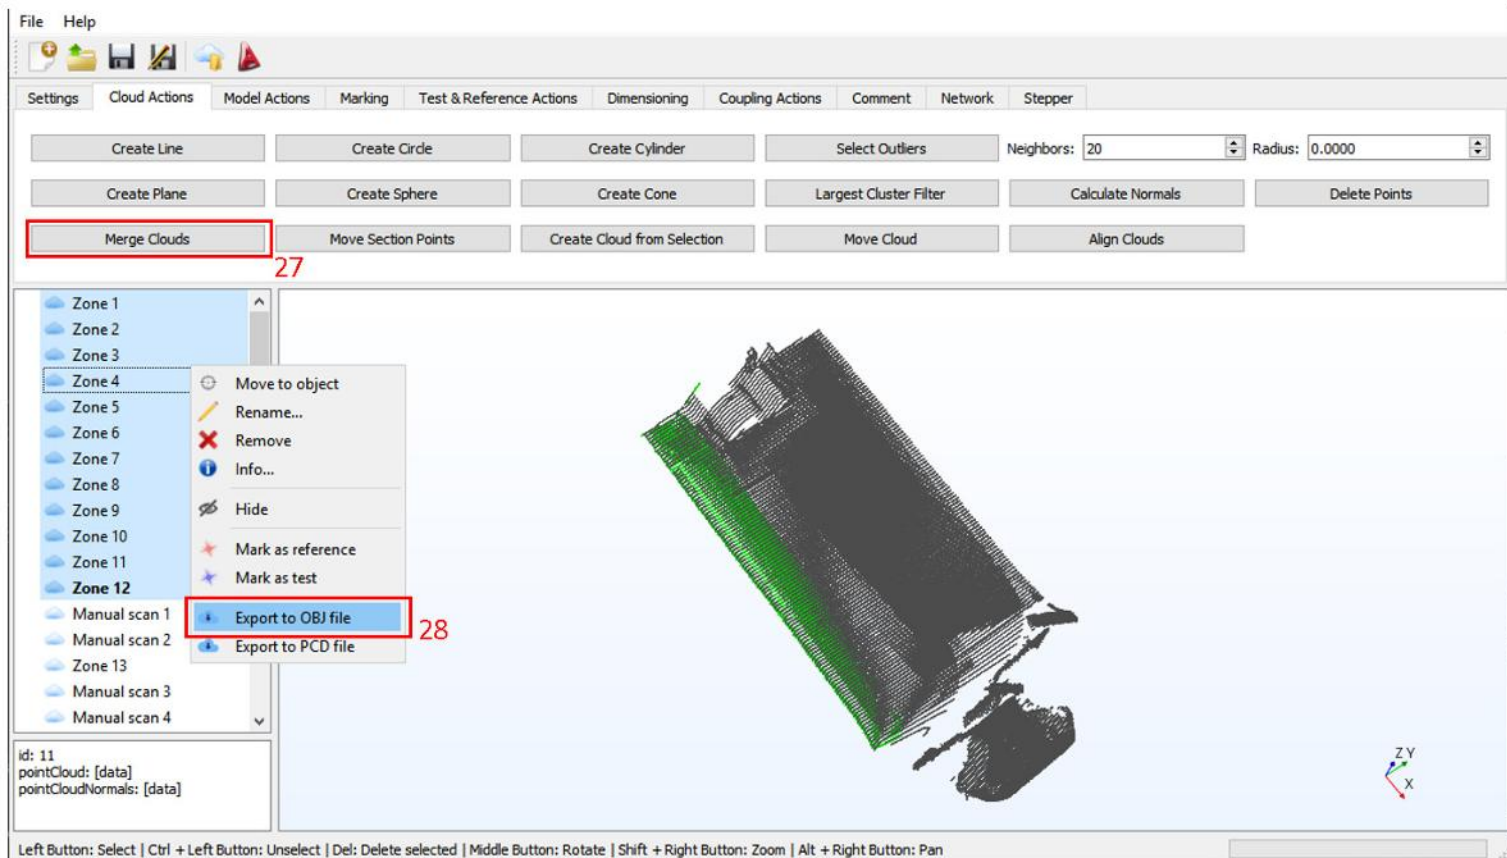 File Help
Settings Cloud Actions Model Actions Marking Test & Reference Actions Dimensioning Coupling Actions Comment Network Stepper
Create Line Create Circle Create Cylinder Select Outliers Neighbors: 20 Radius: 0.0000
Create Plane Create Sphere Create Cone Largest Cluster Filter Calculate Normals Delete Points
Merge Clouds Move Section Points Create Cloud from Selection Move Cloud Align Clouds
27
Zone 1
Zone 2
Zone 3
Zone 4
Zone 5
Zone 6
Zone 7
Zone 8
Zone 9
Zone 10
Zone 11
Zone 12
Manual scan 1
Manual scan 2
Zone 13
Manual scan 3
Manual scan 4
Move to object
Rename...
Remove
Info...
Hide
Mark as reference
Mark as test
Export to OBJ file
28
Export to PCD file
id: 11
pointCloud: [data]
pointCloudNormals: [data]
Z Y
X
Left Button: Select | Ctrl + Left Button: Unselect | Del: Delete selected | Middle Button: Rotate | Shift + Right Button: Zoom | Alt + Right Button: Pan